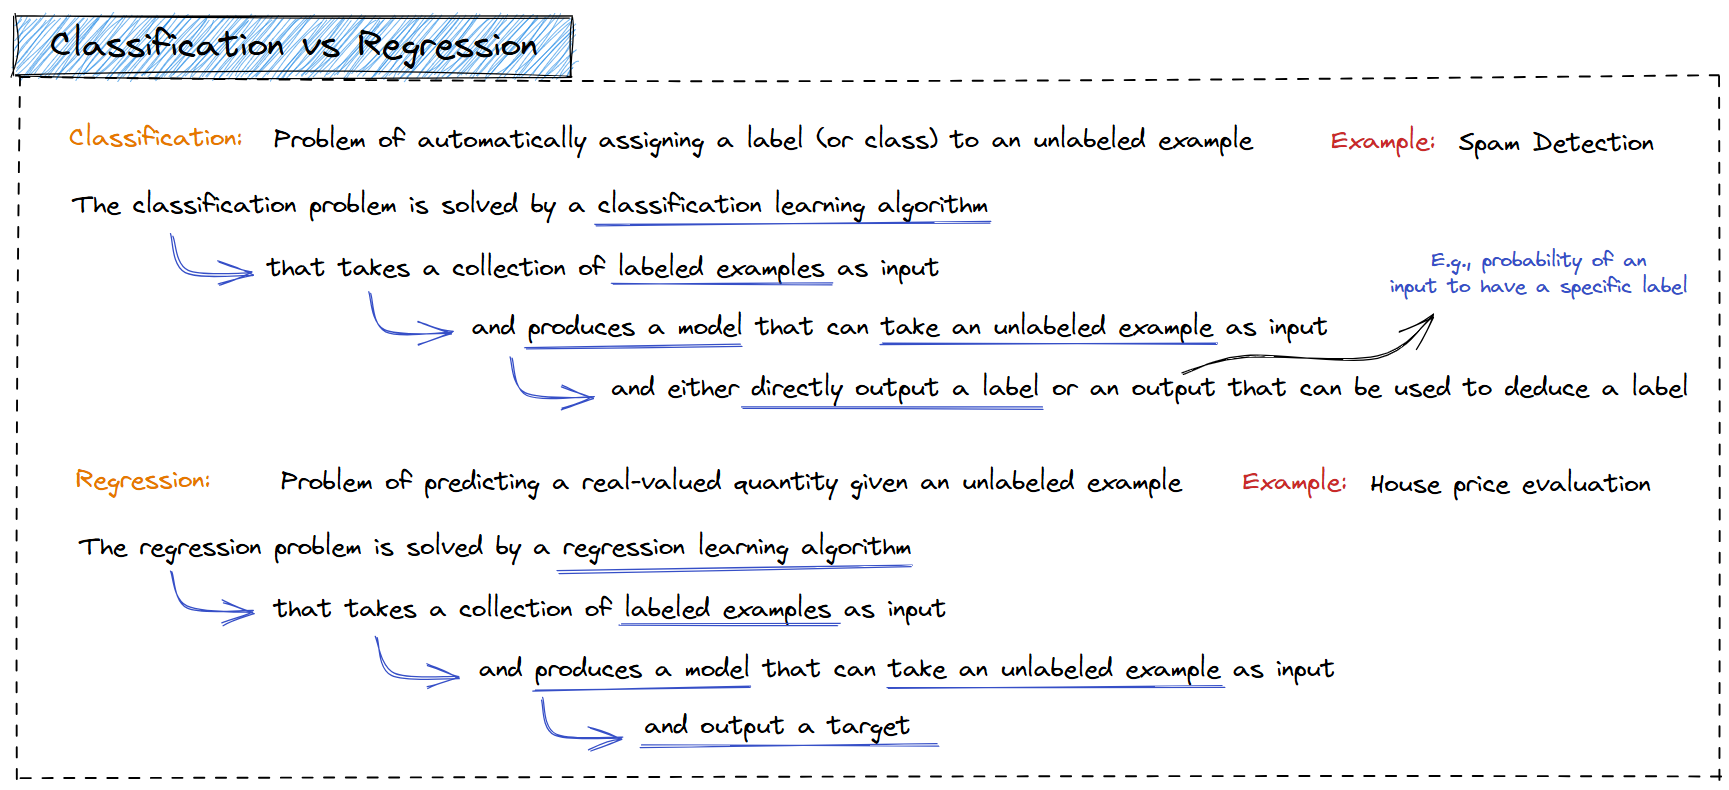 Classification vs Regression
Classification: Problem of automatically assigning a label (or class) to an unlabeled example Example: Spam Detection
The classification problem is solved by a classification learning algorithm
that takes a collection of labeled examples as input
E.g., probability of an
input to have a specific label
and produces a model that can take an unlabeled example as input
and either directly output a label or an output that can be used to deduce a label
Regression: Problem of predicting a real-valued quantity given an unlabeled example Example: House price evaluation
The regression problem is solved by a regression learning algorithm
that takes a collection of labeled examples as input
and produces a model that can take an unlabeled example as input
and output a target